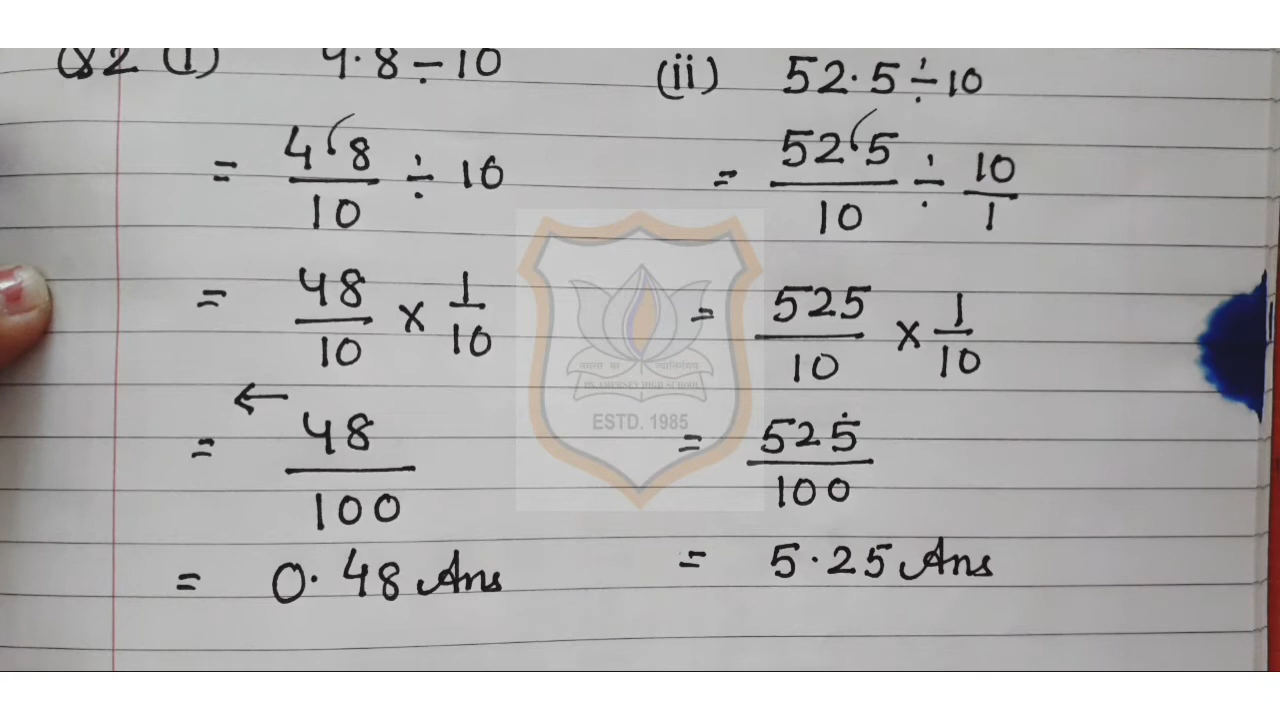 Q2 (i) 4.8 ÷ 10
= 48/10 ÷ 10
= 48/10 × 1/10
= 48/100
= 0.48 Ans
(ii) 52.5 ÷ 10
= 525/10 ÷ 10/1
= 525/10 × 1/10
= 525/100
= 5.25 Ans
ESTD. 1985